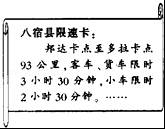 八宿县限速卡：
邦达卡点至多拉卡点
93公里，客车、货车限时
3小时30分钟，小车限时
2小时30分钟。……